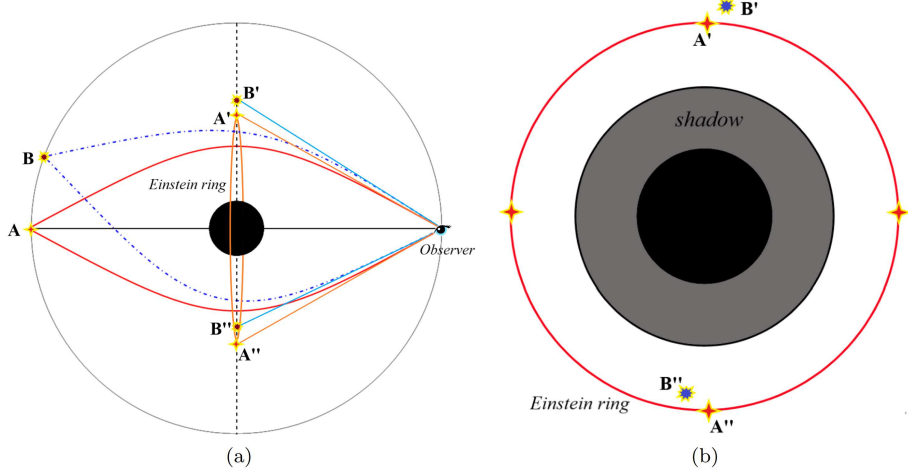 B'
A'
B
Einstein ring
A
Observer
B''
A''
(a)
B'
A'
shadow
B''
Einstein ring
A''
(b)